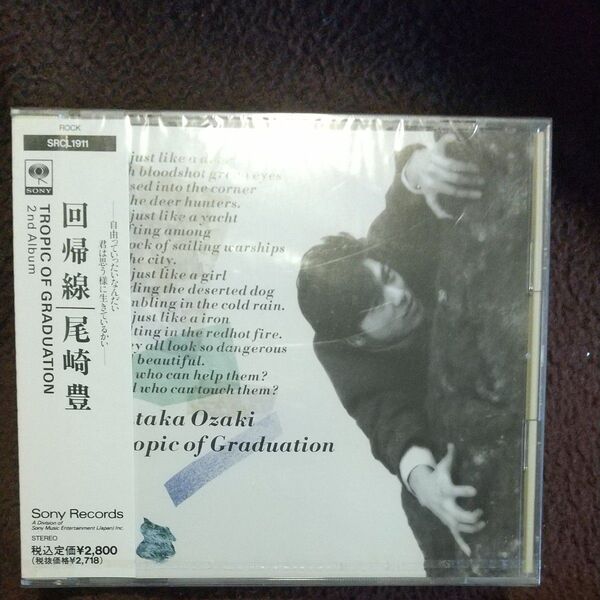 ROCK
SRCL1911
SONY
回帰線 尾崎豊
TROPIC OF GRADUATION
2nd Album
自由っていったいなんだい
君は思う様に生きているかい
Sony Records
A Division of
Sony Music Entertainment (Japan) Inc.
STEREO
税込定価¥2,800
(税抜価格¥2,718)
just like a
bloodshot eyes
sed into the corner
he deer hunters.
just like a yacht
fting among
ock of sailing warships
he city.
just like a girl
ding the deserted dog
mbling in the cold rain.
just like a iron
lting in the redhot fire.
ey all look so dangerous
beautiful.
who can help them?
d who can touch them?
taka Ozaki
opic of Graduation